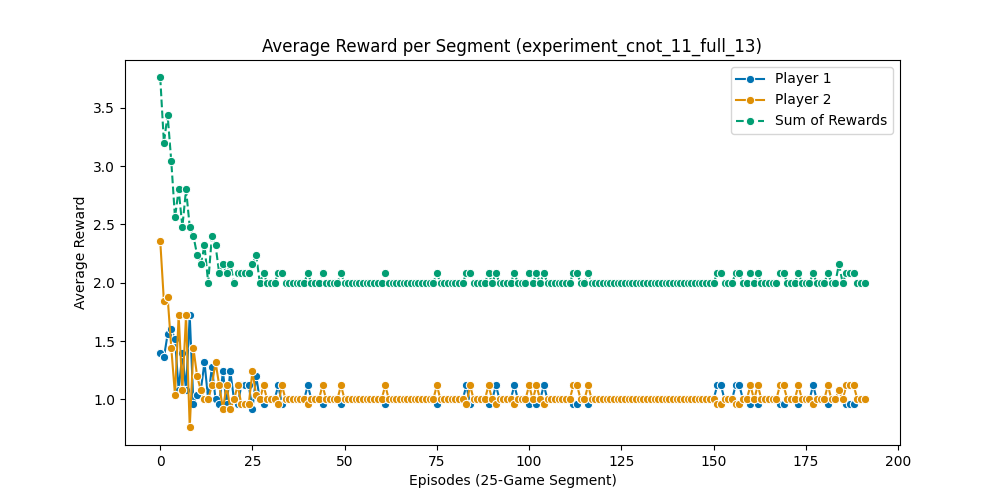 Average Reward per Segment (experiment_cnot_11_full_13)
Player 1
Player 2
Sum of Rewards
Average Reward
3.5
3.0
2.5
2.0
1.5
1.0
0 25 50 75 100 125 150 175 200
Episodes (25-Game Segment)